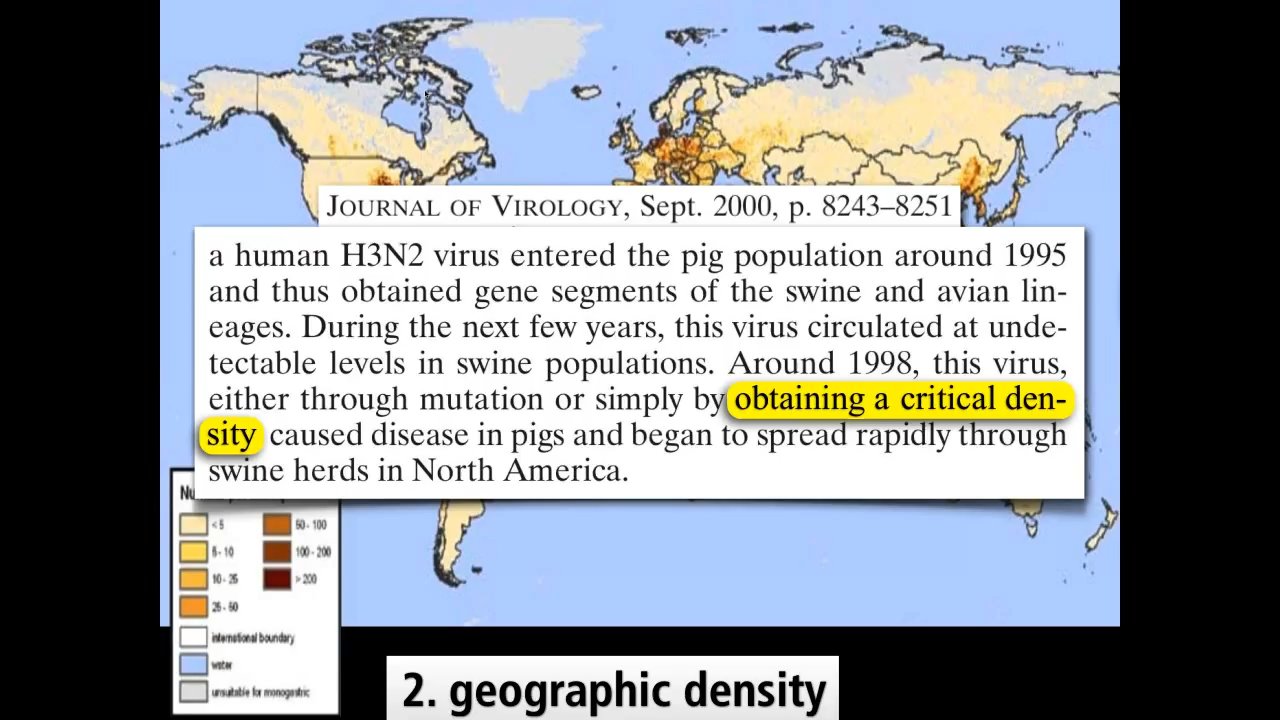 JOURNAL OF VIROLOGY, Sept. 2000, p. 8243–8251
a human H3N2 virus entered the pig population around 1995
and thus obtained gene segments of the swine and avian lin-
eages. During the next few years, this virus circulated at unde-
tectable levels in swine populations. Around 1998, this virus,
either through mutation or simply by obtaining a critical den-
sity caused disease in pigs and began to spread rapidly through
swine herds in North America.
< 5
5 - 10
10 - 25
25 - 50
50 - 100
100 - 200
> 200
international boundary
water
unsuitable for monogastric
2. geographic density